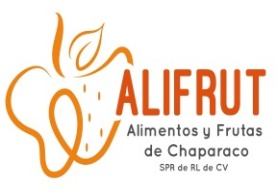 ALIFRUT
Alimentos y Frutas
de Chaparaco
SPR de RL de CV